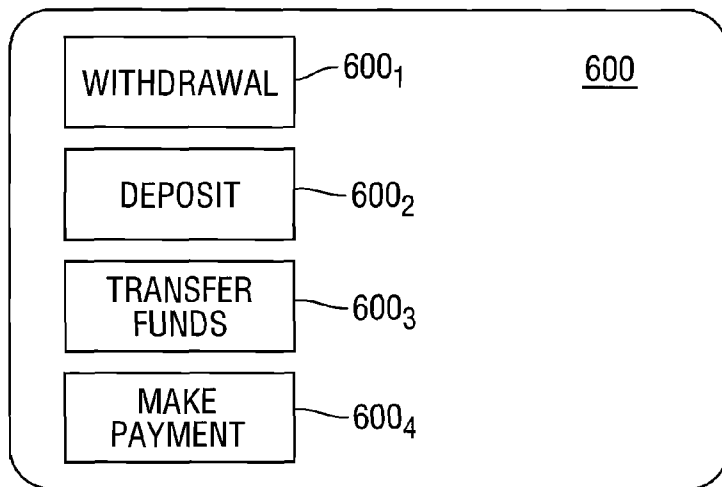 WITHDRAWAL 600₁ 600
DEPOSIT 600₂
TRANSFER
FUNDS 600₃
MAKE
PAYMENT 600₄